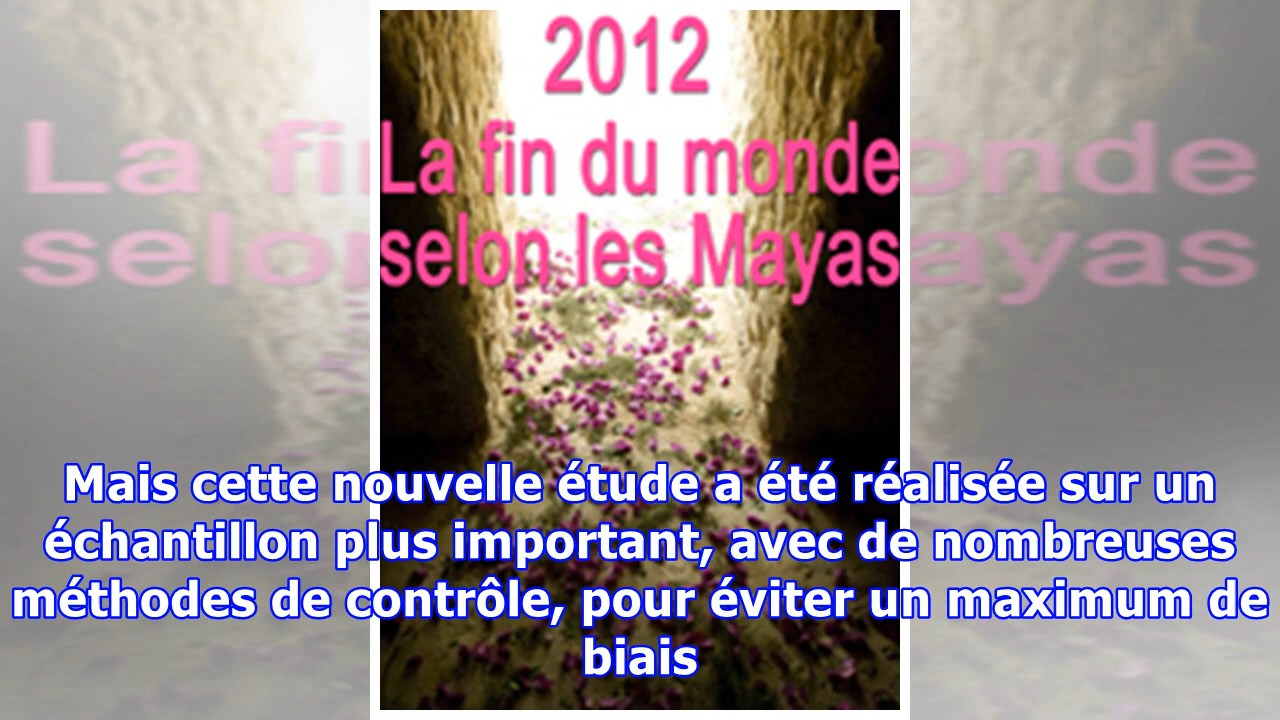 2012
La fin du monde
selon les Mayas
Mais cette nouvelle étude a été réalisée sur un
échantillon plus important, avec de nombreuses
méthodes de contrôle, pour éviter un maximum de
biais